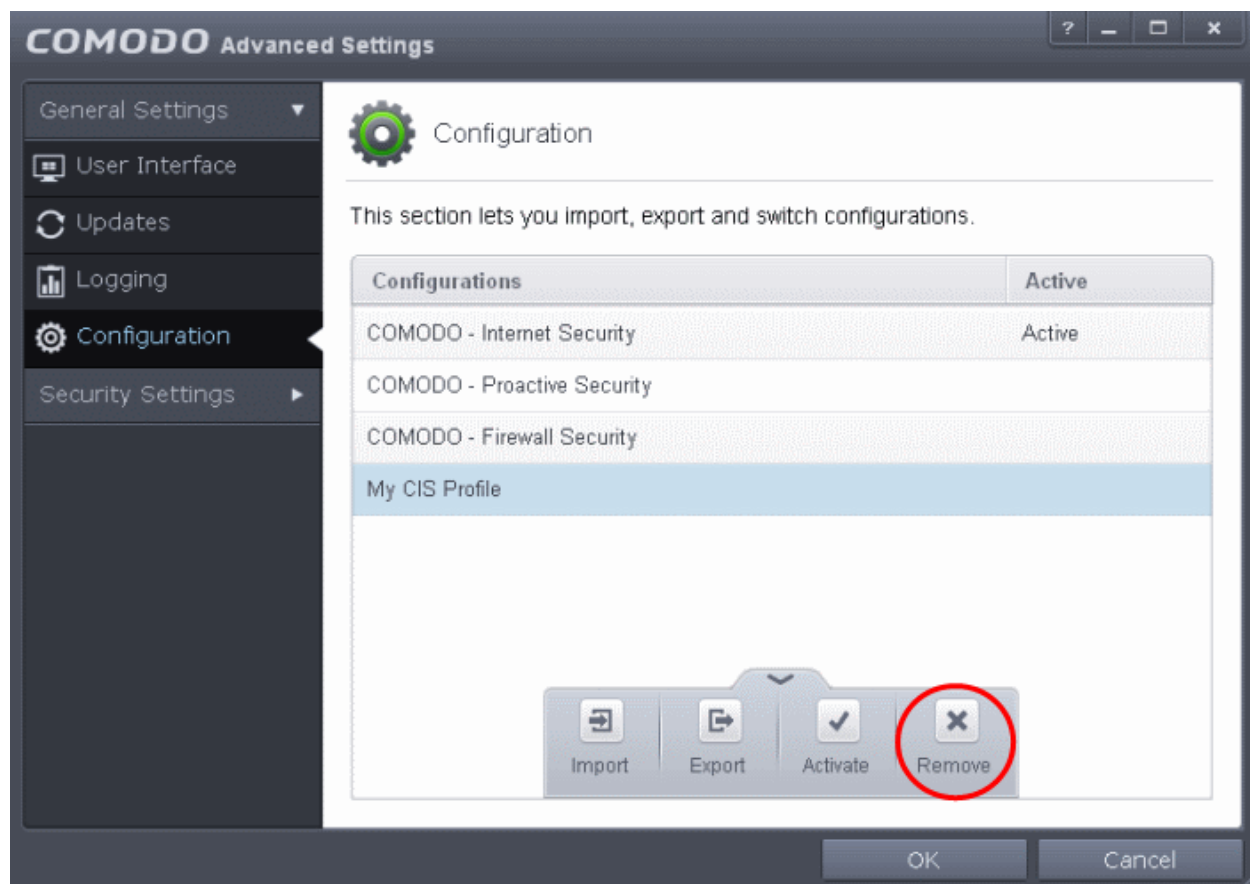 COMODO Advanced Settings
?
General Settings
User Interface
Updates
Logging
Configuration
Security Settings
Configuration
This section lets you import, export and switch configurations.
Configurations Active
COMODO - Internet Security Active
COMODO - Proactive Security
COMODO - Firewall Security
My CIS Profile
Import Export Activate Remove
OK Cancel